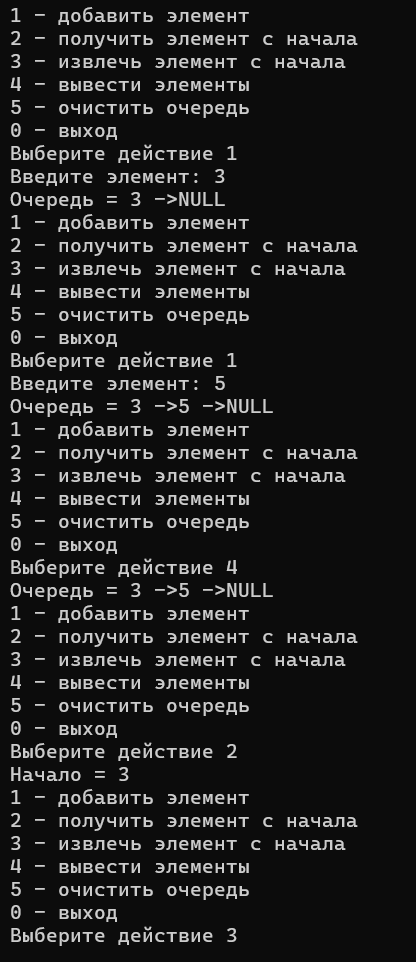 1 - добавить элемент
2 - получить элемент с начала
3 - извлечь элемент с начала
4 - вывести элементы
5 - очистить очередь
0 - выход
Выберите действие 1
Введите элемент: 3
Очередь = 3 ->NULL
1 - добавить элемент
2 - получить элемент с начала
3 - извлечь элемент с начала
4 - вывести элементы
5 - очистить очередь
0 - выход
Выберите действие 1
Введите элемент: 5
Очередь = 3 ->5 ->NULL
1 - добавить элемент
2 - получить элемент с начала
3 - извлечь элемент с начала
4 - вывести элементы
5 - очистить очередь
0 - выход
Выберите действие 4
Очередь = 3 ->5 ->NULL
1 - добавить элемент
2 - получить элемент с начала
3 - извлечь элемент с начала
4 - вывести элементы
5 - очистить очередь
0 - выход
Выберите действие 2
Начало = 3
1 - добавить элемент
2 - получить элемент с начала
3 - извлечь элемент с начала
4 - вывести элементы
5 - очистить очередь
0 - выход
Выберите действие 3